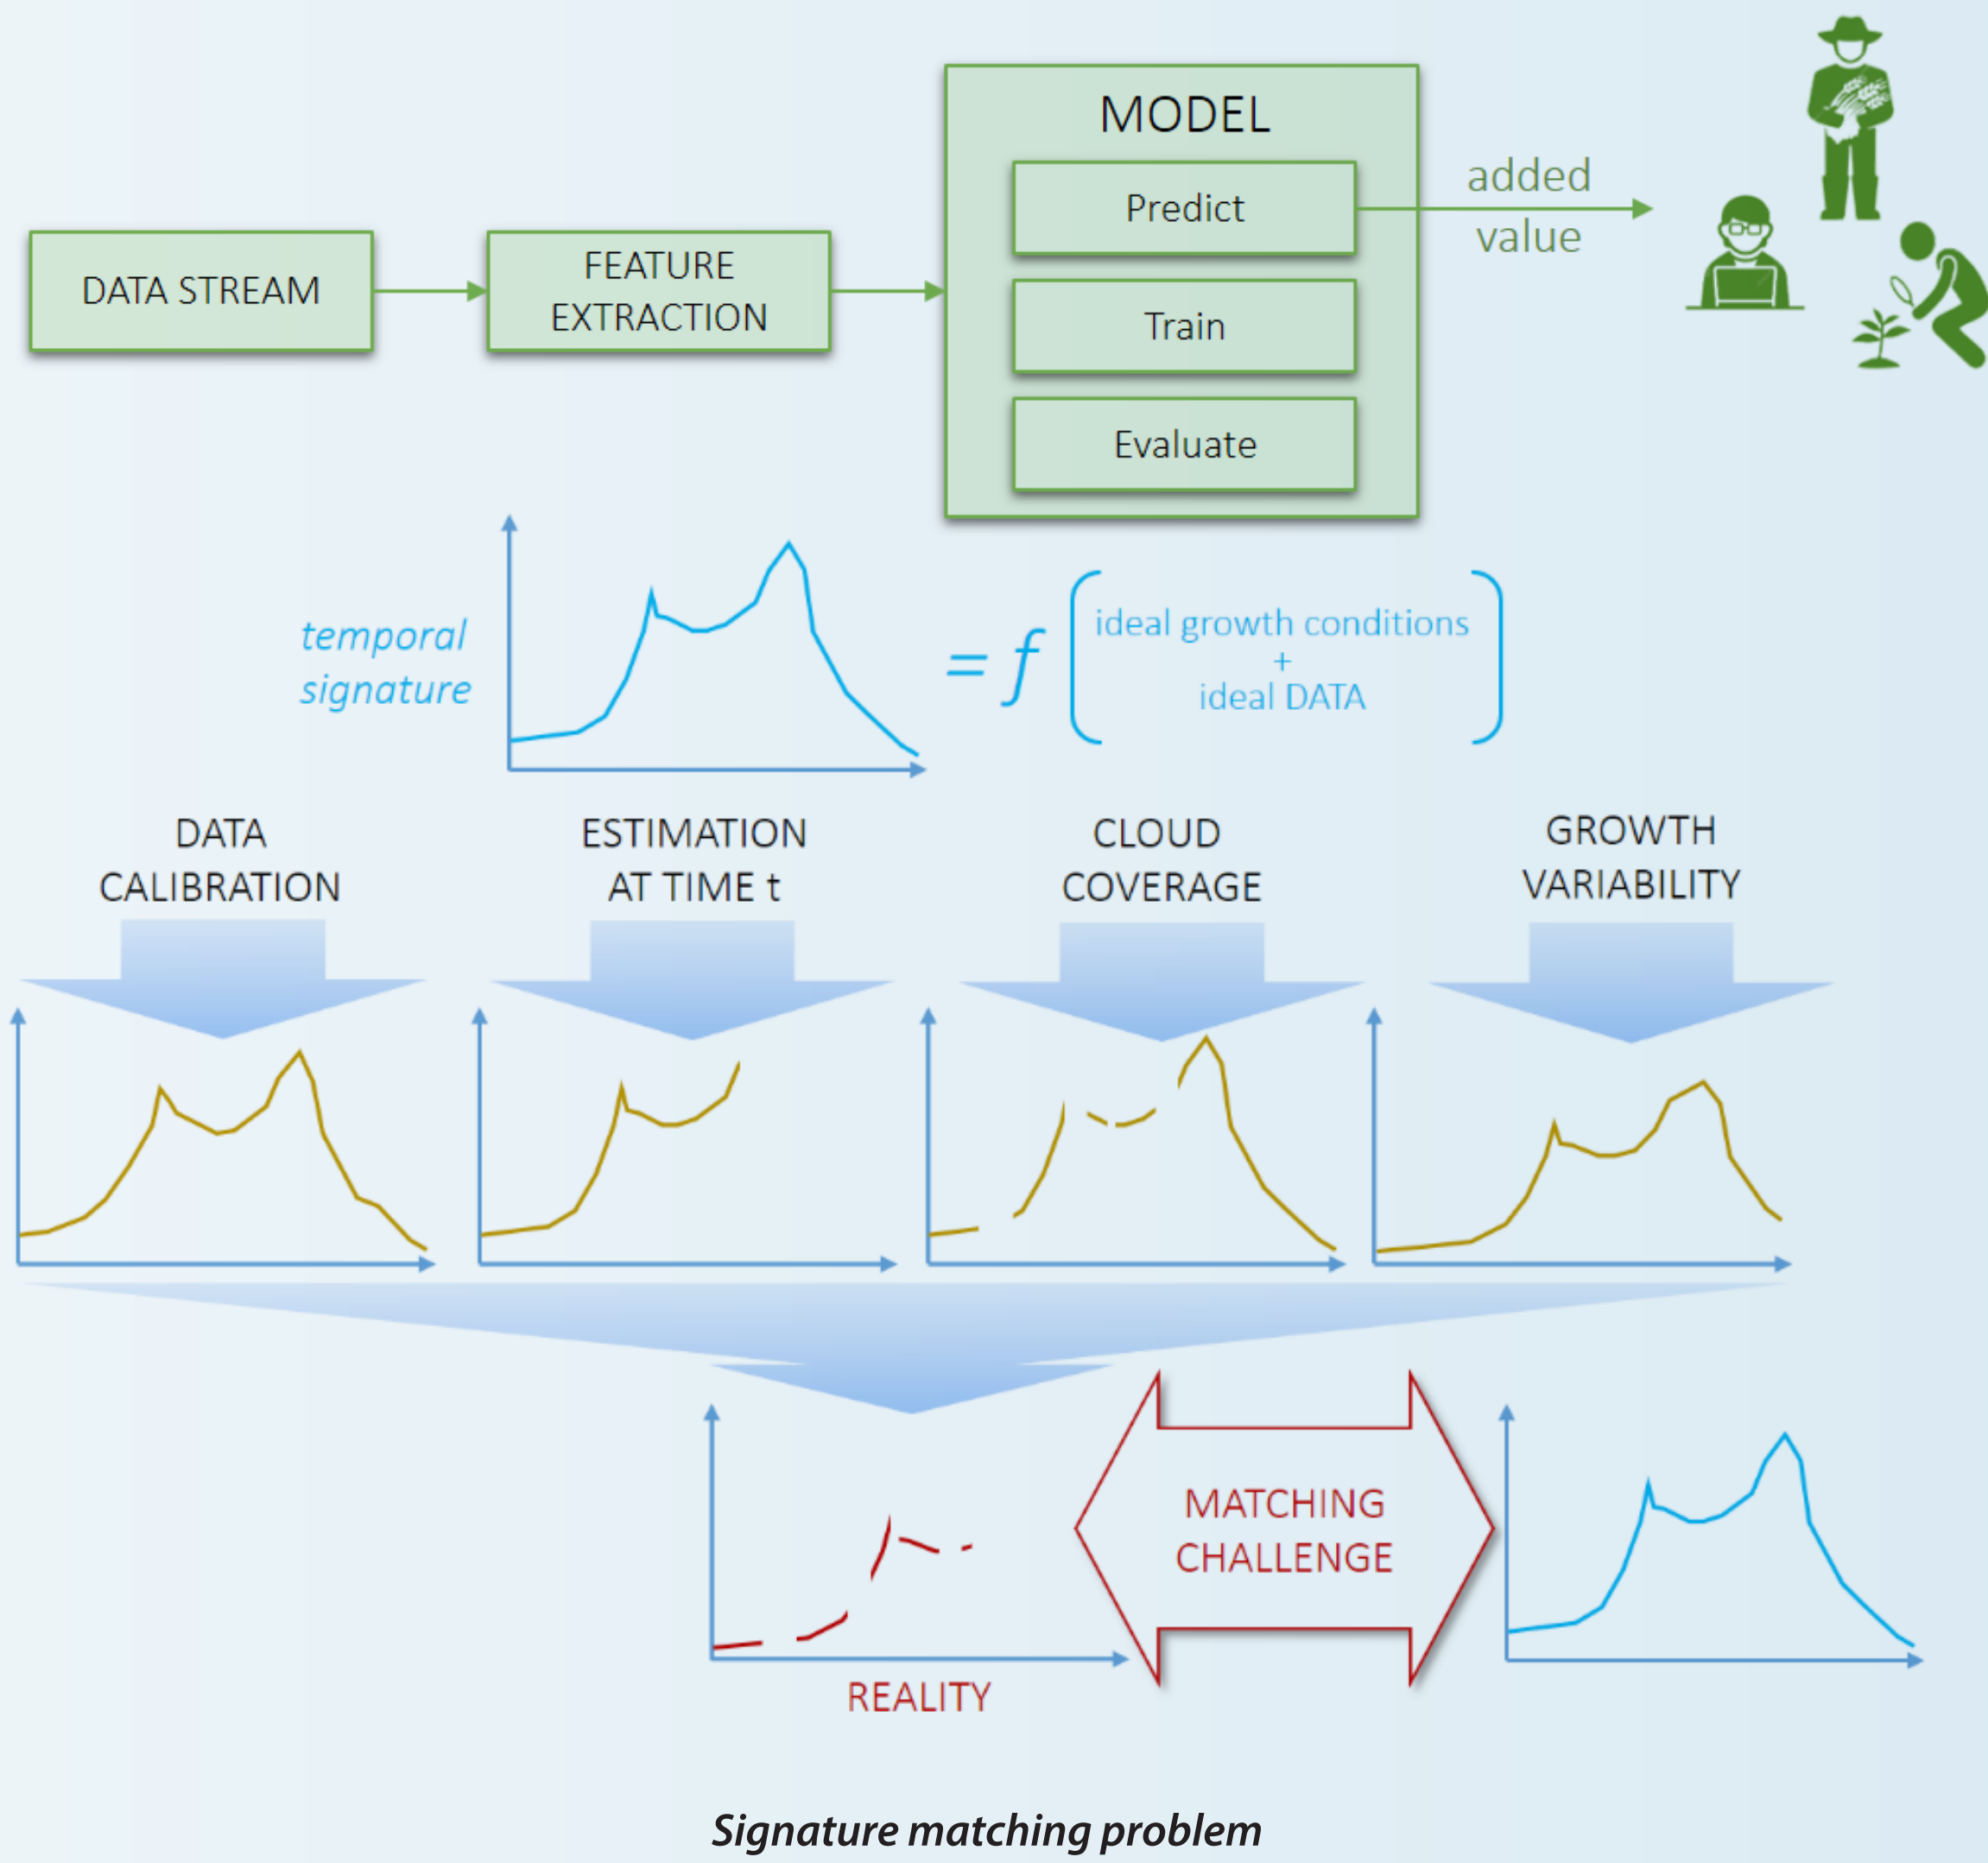 MODEL
Predict
added
value
DATA STREAM
FEATURE
EXTRACTION
Train
Evaluate
temporal
signature
= f
ideal growth conditions
+
ideal DATA
DATA
CALIBRATION
ESTIMATION
AT TIME t
CLOUD
COVERAGE
GROWTH
VARIABILITY
MATCHING
CHALLENGE
REALITY
Signature matching problem